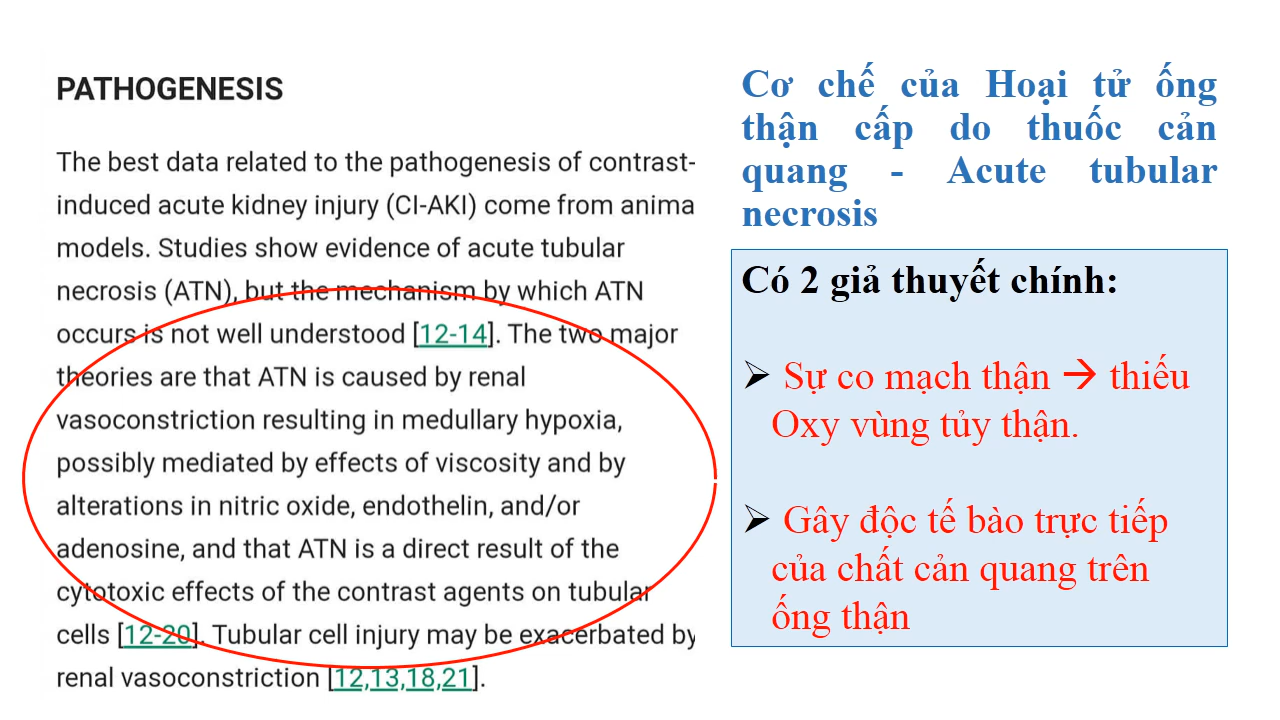 PATHOGENESIS
The best data related to the pathogenesis of contrast-
induced acute kidney injury (CI-AKI) come from anima
models. Studies show evidence of acute tubular
necrosis (ATN), but the mechanism by which ATN
occurs is not well understood [12-14]. The two major
theories are that ATN is caused by renal
vasoconstriction resulting in medullary hypoxia,
possibly mediated by effects of viscosity and by
alterations in nitric oxide, endothelin, and/or
adenosine, and that ATN is a direct result of the
cytotoxic effects of the contrast agents on tubular
cells [12-20]. Tubular cell injury may be exacerbated by
renal vasoconstriction [12,13,18,21].
Cơ chế của Hoại tử ống
thận cấp do thuốc cản
quang - Acute tubular
necrosis
Có 2 giả thuyết chính:
➢ Sự co mạch thận → thiếu
Oxy vùng tủy thận.
➢ Gây độc tế bào trực tiếp
của chất cản quang trên
ống thận